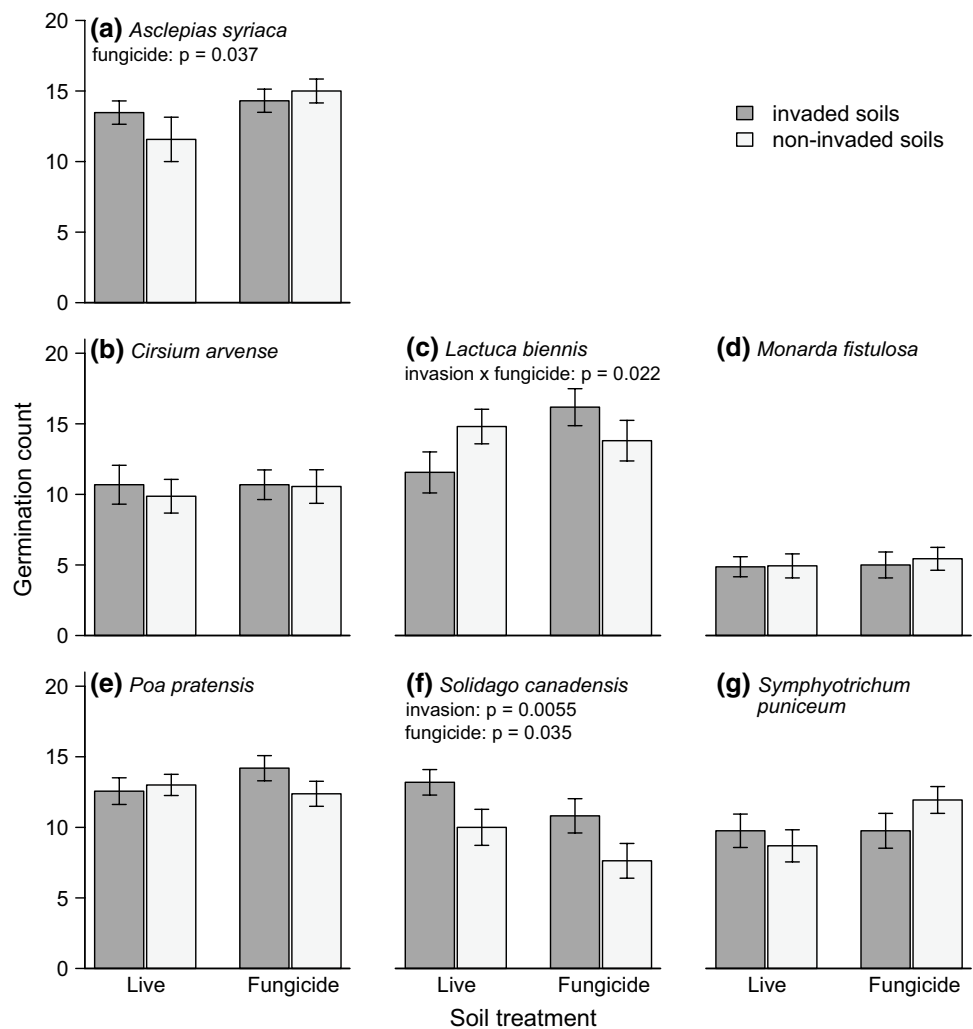 (a) Asclepias syriaca
fungicide: p = 0.037
20
15
10
5
0
invaded soils
non-invaded soils
(b) Cirsium arvense
(c) Lactuca biennis
invasion x fungicide: p = 0.022
(d) Monarda fistulosa
20
15
10
5
0
Germination count
(e) Poa pratensis
(f) Solidago canadensis
invasion: p = 0.0055
fungicide: p = 0.035
(g) Symphyotrichum
puniceum
20
15
10
5
0
Live Fungicide Live Fungicide Live Fungicide
Soil treatment